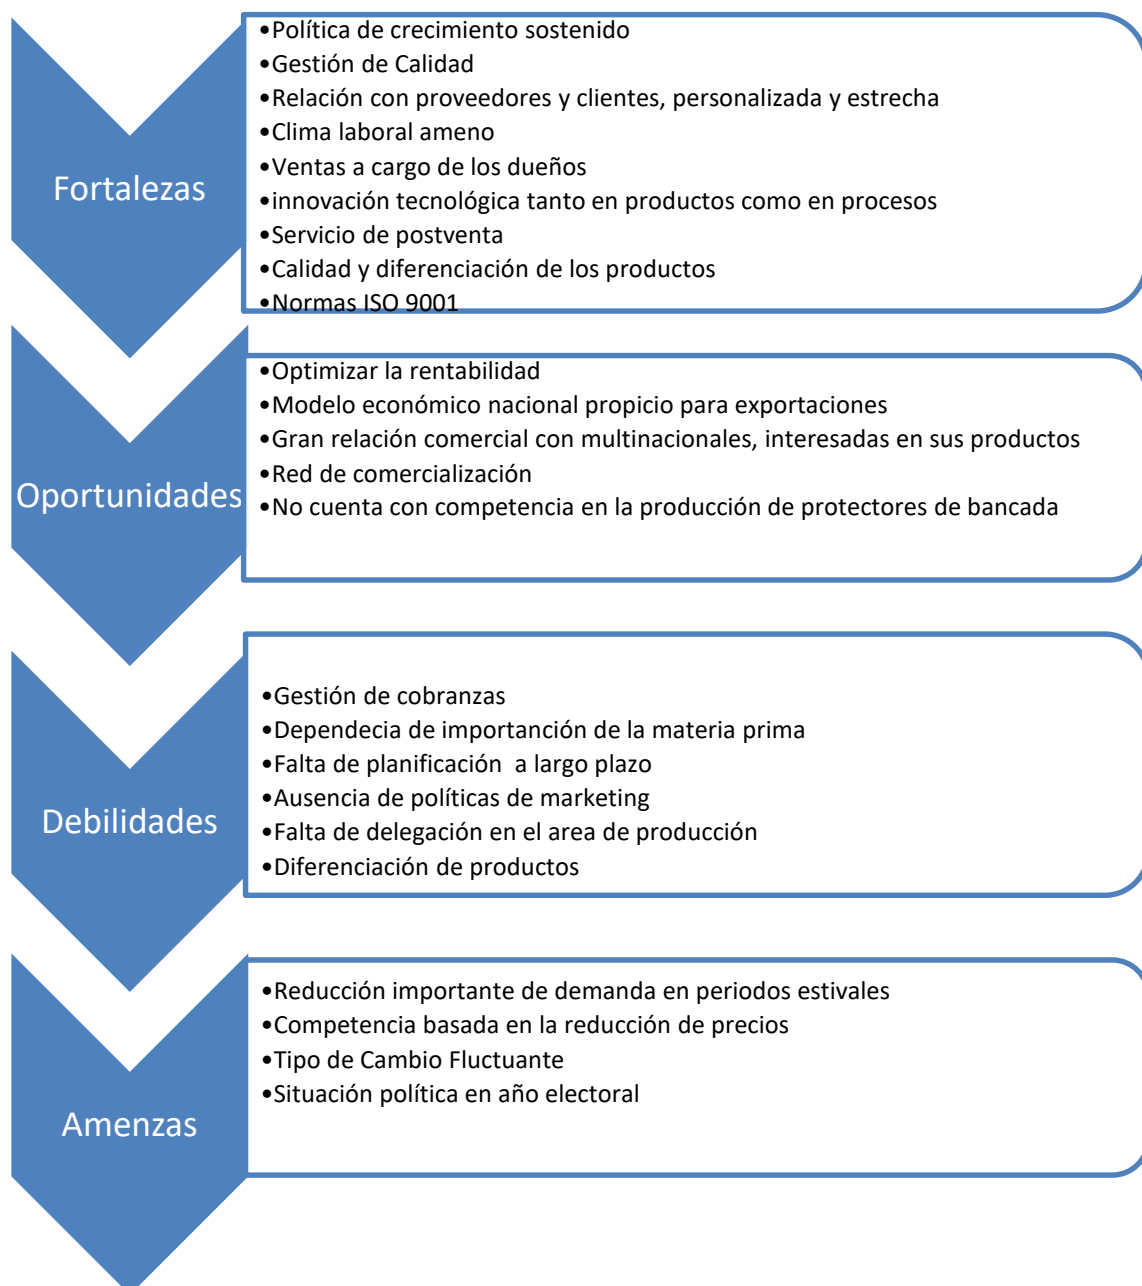 Fortalezas
•Política de crecimiento sostenido
•Gestión de Calidad
•Relación con proveedores y clientes, personalizada y estrecha
•Clima laboral ameno
•Ventas a cargo de los dueños
•innovación tecnológica tanto en productos como en procesos
•Servicio de postventa
•Calidad y diferenciación de los productos
•Normas ISO 9001
Oportunidades
•Optimizar la rentabilidad
•Modelo económico nacional propicio para exportaciones
•Gran relación comercial con multinacionales, interesadas en sus productos
•Red de comercialización
•No cuenta con competencia en la producción de protectores de bancada
Debilidades
•Gestión de cobranzas
•Dependecia de importanción de la materia prima
•Falta de planificación  a largo plazo
•Ausencia de políticas de marketing
•Falta de delegación en el area de producción
•Diferenciación de productos
Amenzas
•Reducción importante de demanda en periodos estivales
•Competencia basada en la reducción de precios
•Tipo de Cambio Fluctuante
•Situación política en año electoral